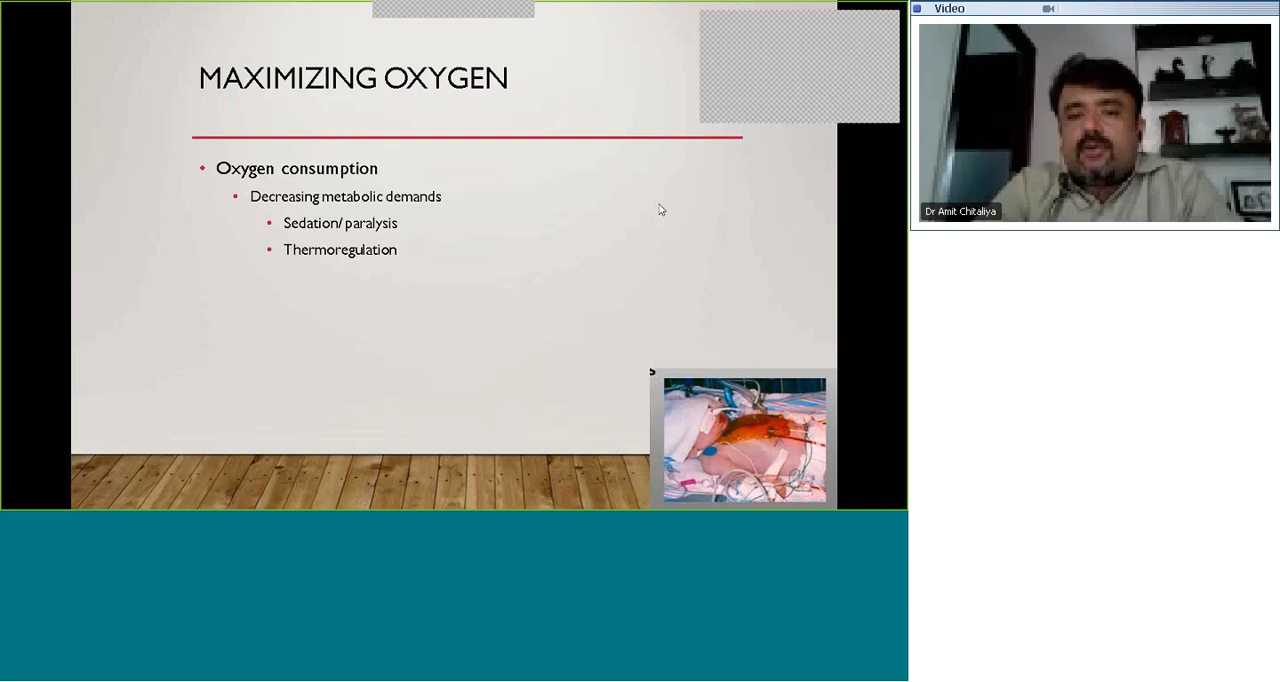 MAXIMIZING OXYGEN
• Oxygen consumption
• Decreasing metabolic demands
• Sedation/ paralysis
• Thermoregulation
Video
Dr Amit Chitaliya